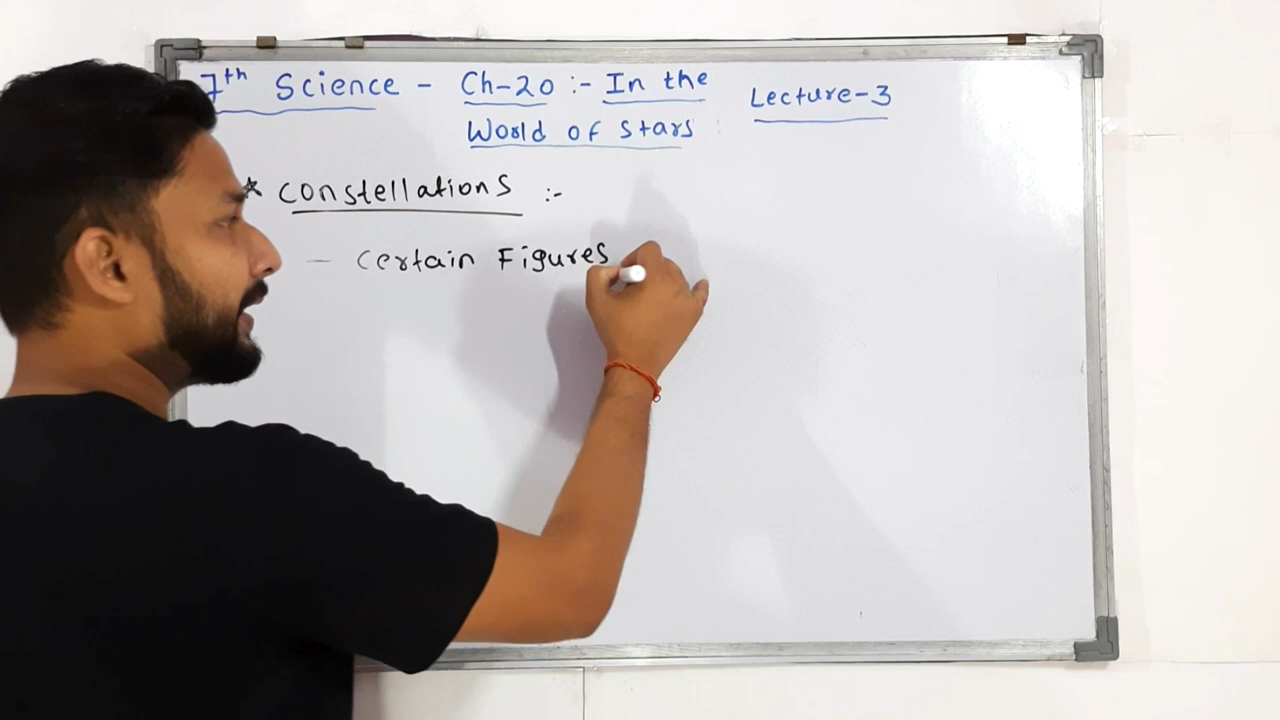 7th Science - Ch-20 :- In the
World of Stars
Lecture-3
* Constellations :-
- Certain Figures